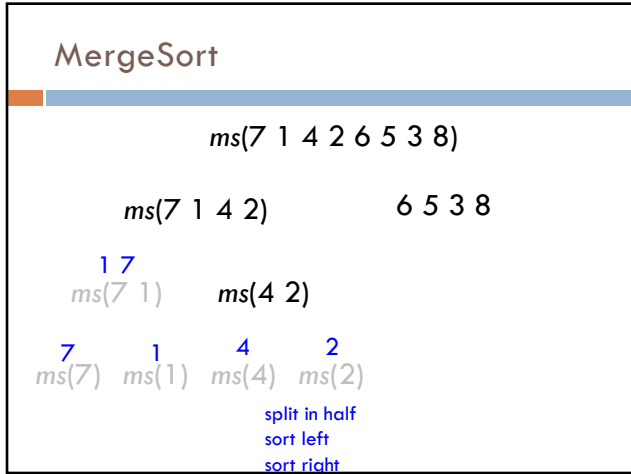 MergeSort
ms(7 1 4 2 6 5 3 8)
ms(7 1 4 2) 6 5 3 8
1 7
ms(7 1) ms(4 2)
7 1 4 2
ms(7) ms(1) ms(4) ms(2)
split in half
sort left
sort right